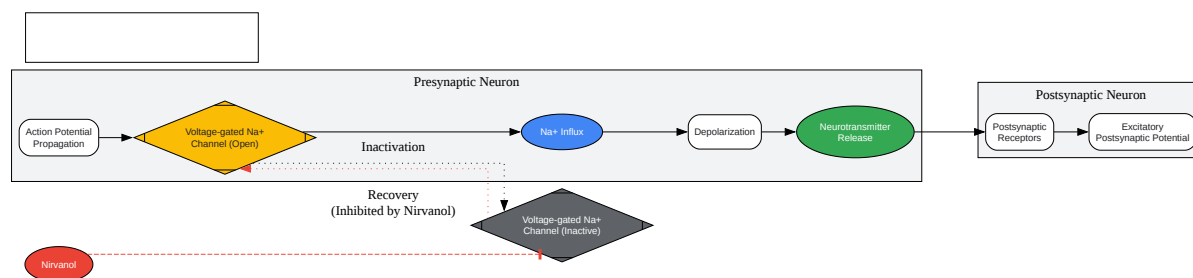 Presynaptic Neuron
Action Potential
Propagation
Voltage-gated Na+
Channel (Open)
Inactivation
Na+ Influx
Depolarization
Neurotransmitter
Release
Postsynaptic Neuron
Postsynaptic
Receptors
Excitatory
Postsynaptic Potential
Recovery
(Inhibited by Nirvanol)
Voltage-gated Na+
Channel (Inactive)
Nirvanol